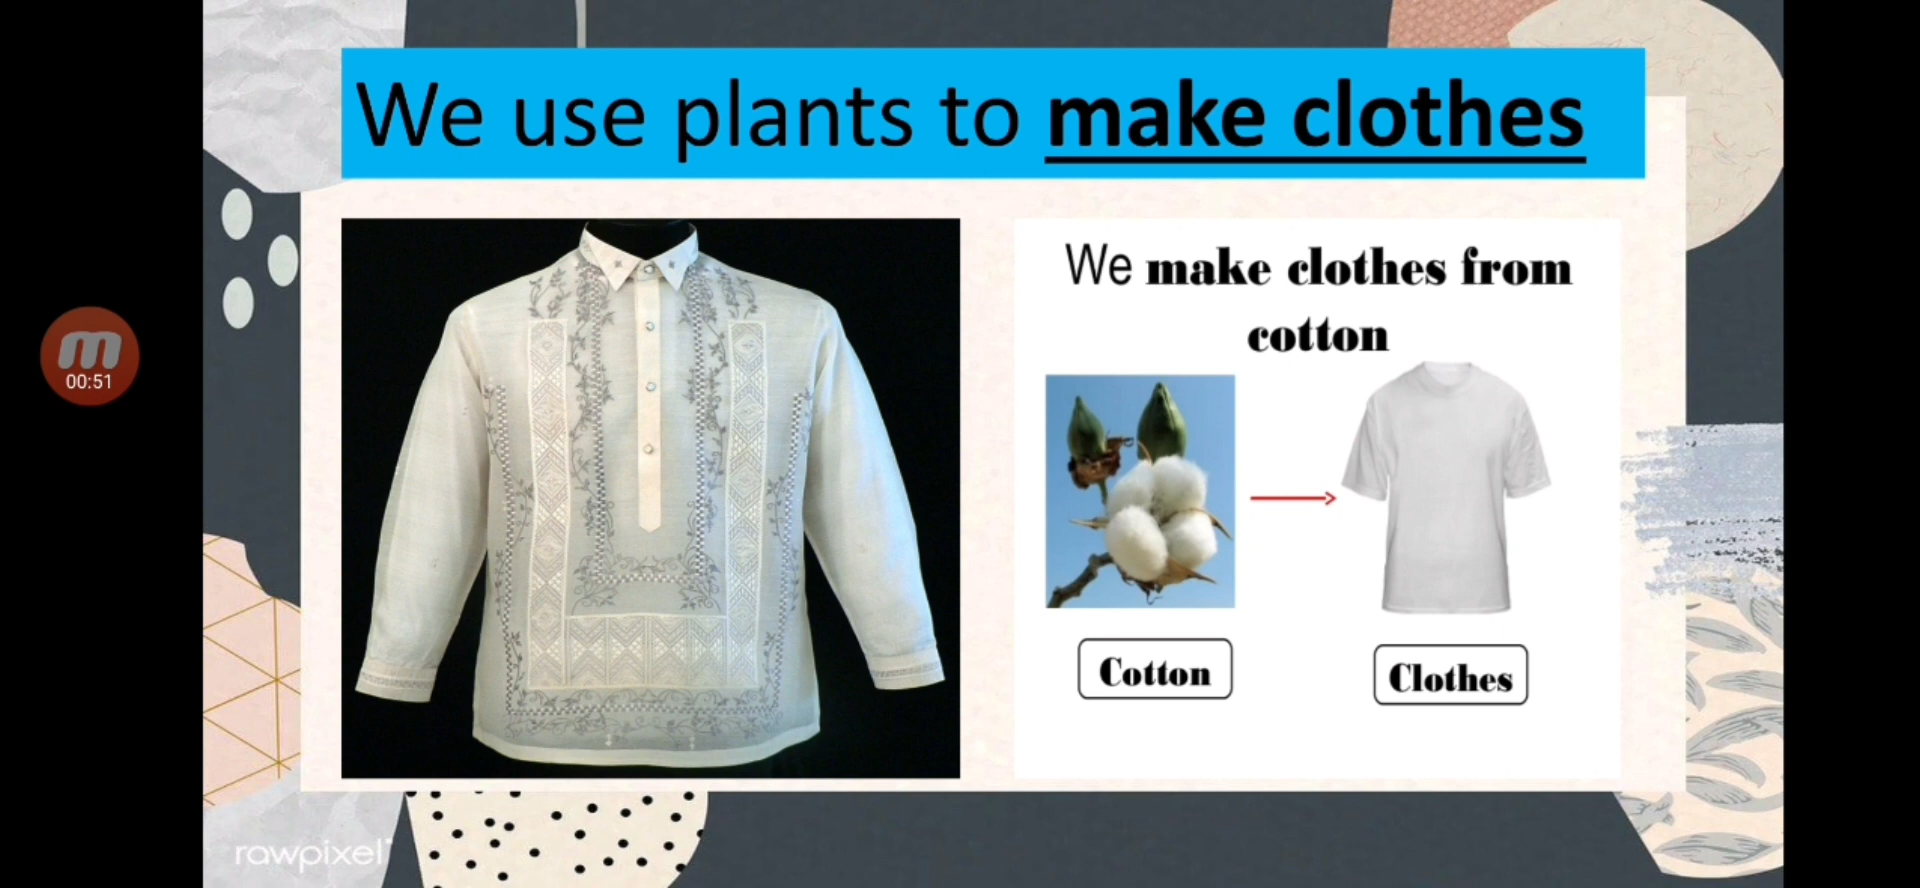 We use plants to make clothes
We make clothes from
cotton
Cotton
Clothes
m
00:51
rawpixel